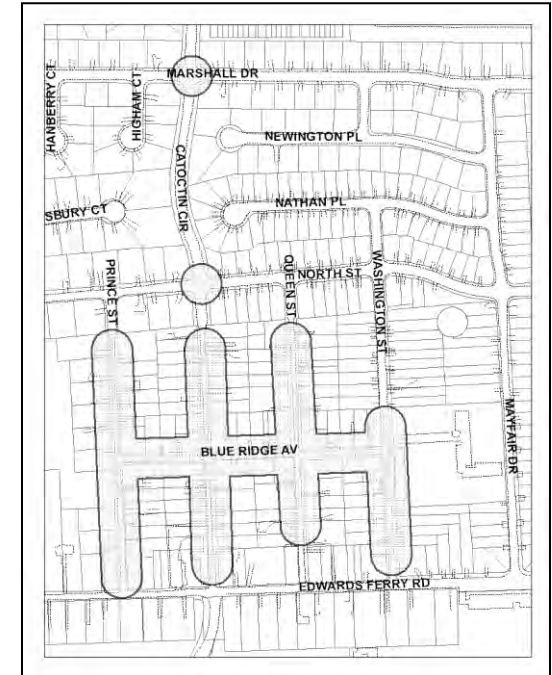 MARSHALL DR
HANBERRY CT
HIGHAM CT
NEWINGTON PL
CATOCTIN CIR
NATHAN PL
SBURY CT
NORTH ST
PRINCE ST
QUEEN ST
WASHINGTON ST
MAYFAIR DR
BLUE RIDGE AV
EDWARDS FERRY RD